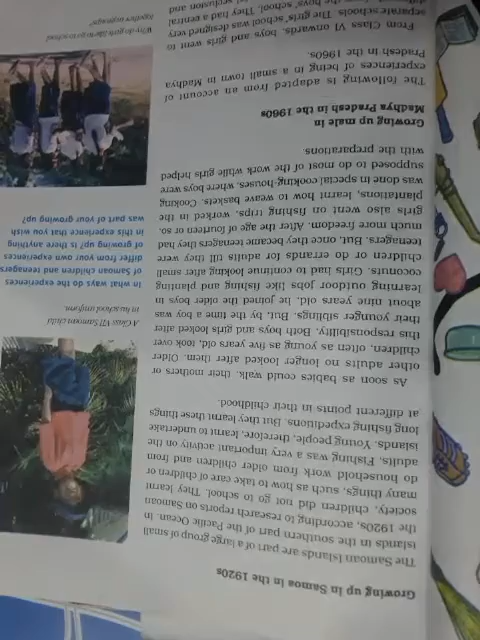 Growing up in Samoa in the 1920s
The Samoan Islands are part of a large group of small
islands in the southern part of the Pacific Ocean. In
the 1920s, according to research reports on Samoan
society, children did not go to school. They learnt
many things, such as how to take care of children or
do household work from older children and from
adults. Fishing was a very important activity on the
islands. Young people, therefore, learnt to undertake
long fishing expeditions. But they learnt these things
at different points in their childhood.
As soon as babies could walk, their mothers or
other adults no longer looked after them. Older
children, often as young as five years old, took over
this responsibility. Both boys and girls looked after
their younger siblings. But, by the time a boy was
about nine years old, he joined the older boys in
learning outdoor jobs like fishing and planting
coconuts. Girls had to continue looking after small
children or do errands for adults till they were
teenagers. But, once they became teenagers they had
much more freedom. After the age of fourteen or so,
girls also went on fishing trips, worked in the
plantations, learnt how to weave baskets. Cooking
was done in special cooking-houses, where boys were
supposed to do most of the work while girls helped
with the preparations.
Growing up male in
Madhya Pradesh in the 1960s
The following is adapted from an account of
experiences of being in a small town in Madhya
Pradesh in the 1960s.
From Class VI onwards, boys and girls went to
separate schools. The girls' school was designed very
the boys' school. They had a central
seclusion and
A Class VII Samoan child
in his school uniform.
In what ways do the experiences
of Samoan children and teenagers
differ from your own experiences
of growing up? Is there anything
in this experience that you wish
was part of your growing up?
Why do girls like to go to school
together in groups?